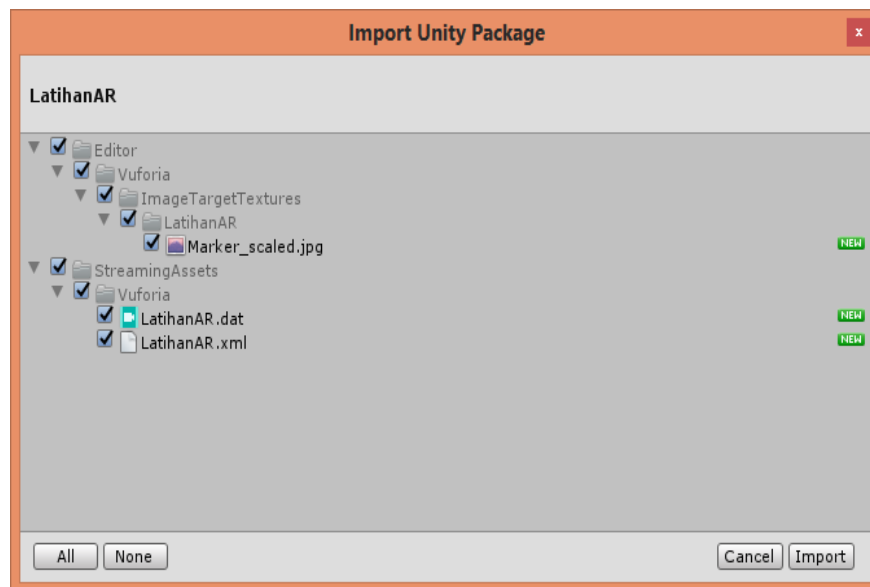 Import Unity Package
x
LatihanAR
Editor
Vuforia
ImageTargetTextures
LatihanAR
Marker_scaled.jpg NEW
StreamingAssets
Vuforia
LatihanAR.dat NEW
LatihanAR.xml NEW
All None Cancel Import